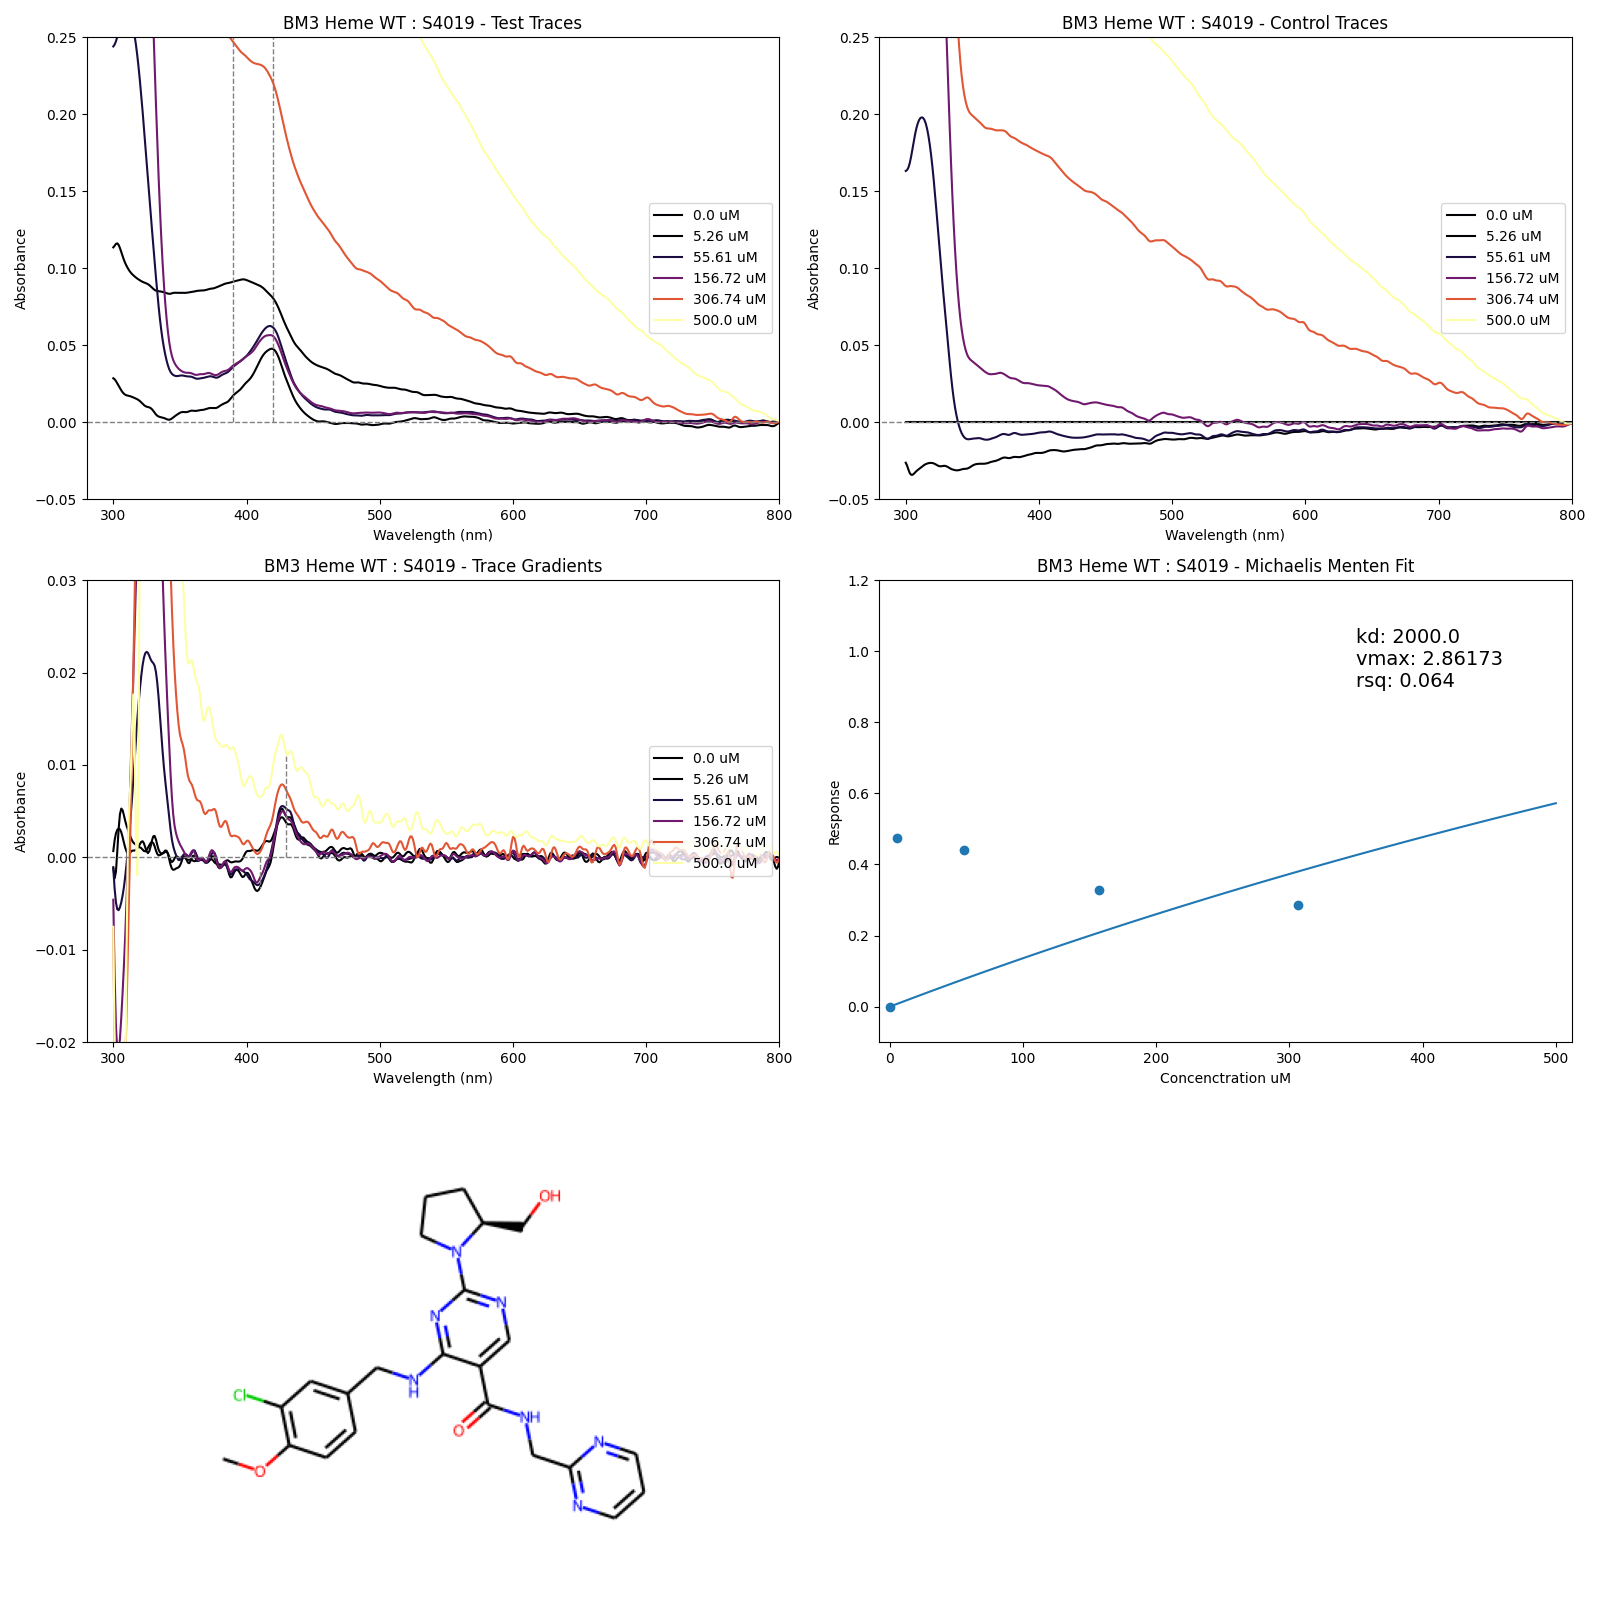 BM3 Heme WT : S4019 - Test Traces
0.25
0.20
0.15
0.10
0.05
0.00
−0.05
Absorbance
300
400
500
600
700
800
Wavelength (nm)
0.0 uM
5.26 uM
55.61 uM
156.72 uM
306.74 uM
500.0 uM
BM3 Heme WT : S4019 - Control Traces
0.25
0.20
0.15
0.10
0.05
0.00
−0.05
Absorbance
300
400
500
600
700
800
Wavelength (nm)
0.0 uM
5.26 uM
55.61 uM
156.72 uM
306.74 uM
500.0 uM
BM3 Heme WT : S4019 - Trace Gradients
0.03
0.02
0.01
0.00
−0.01
−0.02
Absorbance
300
400
500
600
700
800
Wavelength (nm)
0.0 uM
5.26 uM
55.61 uM
156.72 uM
306.74 uM
500.0 uM
BM3 Heme WT : S4019 - Michaelis Menten Fit
1.2
1.0
0.8
0.6
0.4
0.2
0.0
Response
0
100
200
300
400
500
Concenctration uM
kd: 2000.0
vmax: 2.86173
rsq: 0.064
OH
N
N
N
N
H
Cl
O
O
NH
N
N